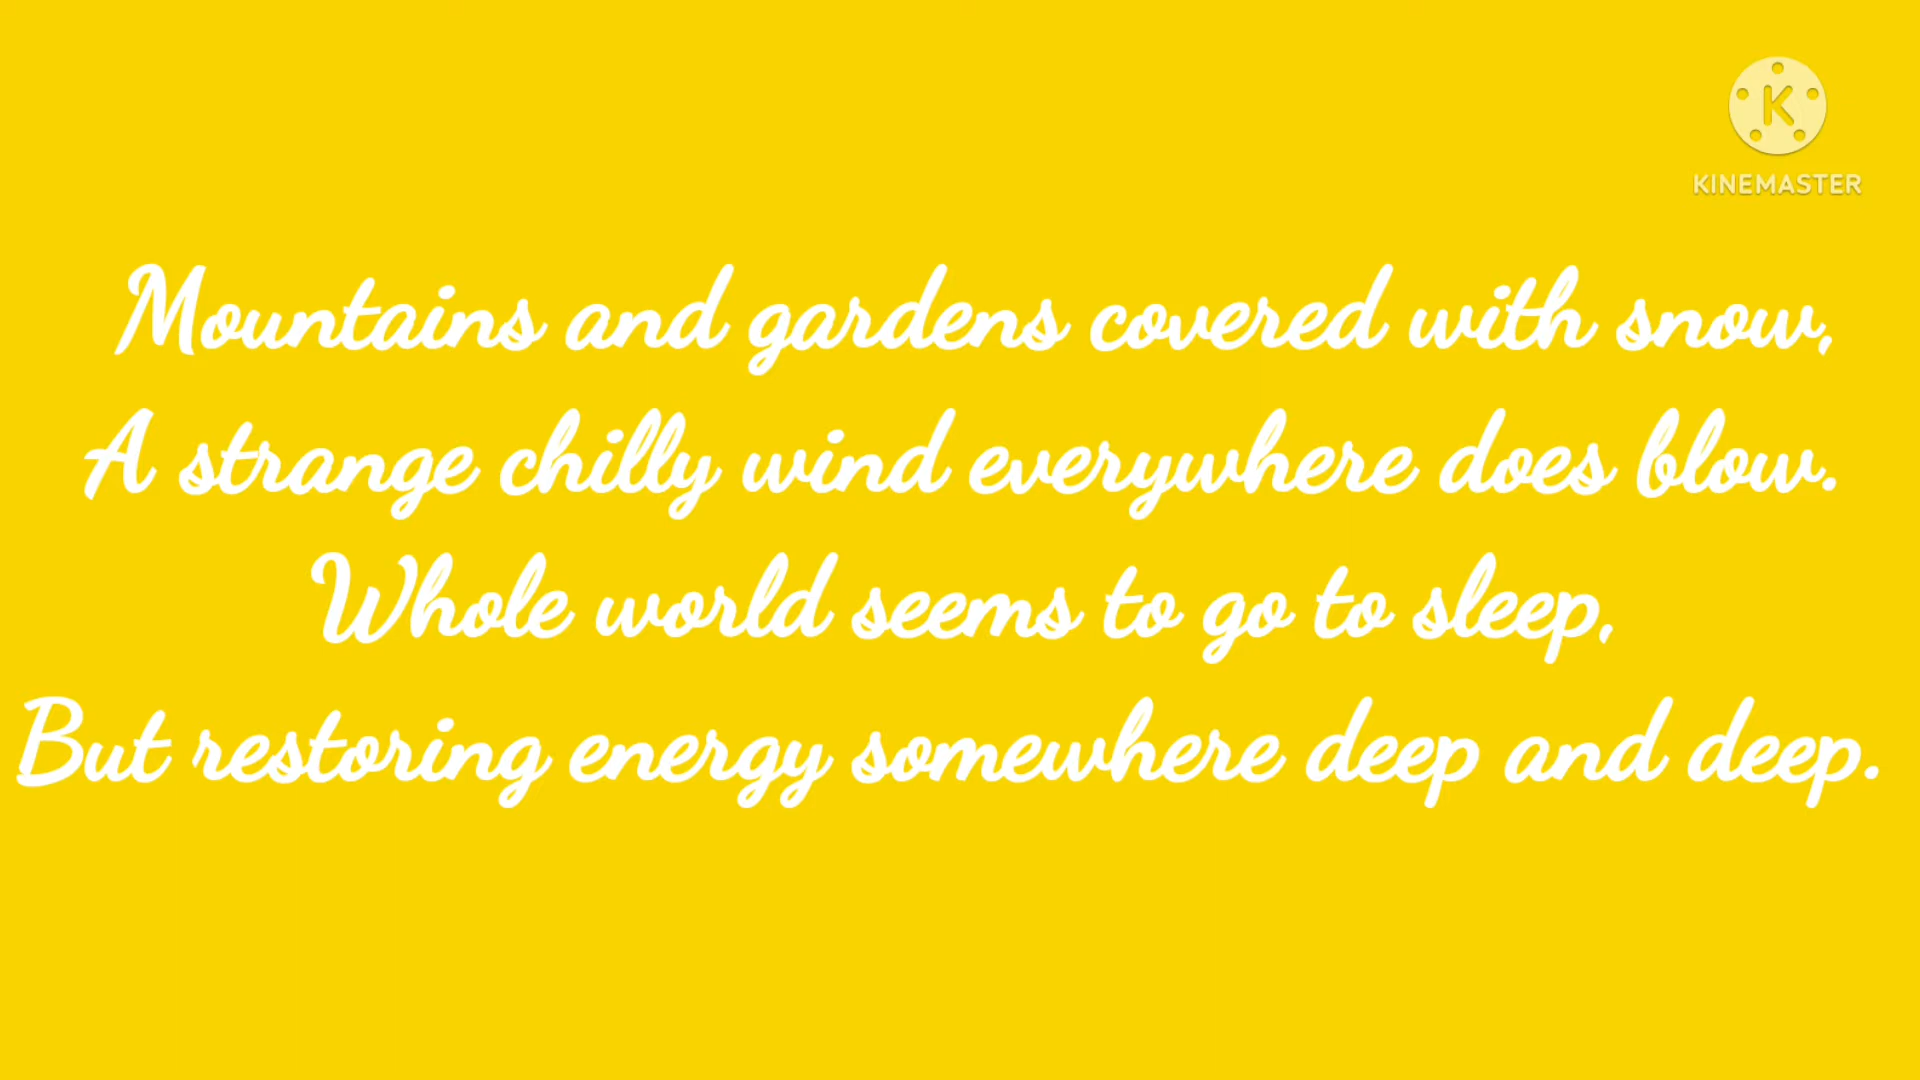 K
KINEMASTER
Mountains and gardens covered with snow,
A strange chilly wind everywhere does blow.
Whole world seems to go to sleep,
But restoring energy somewhere deep and deep.